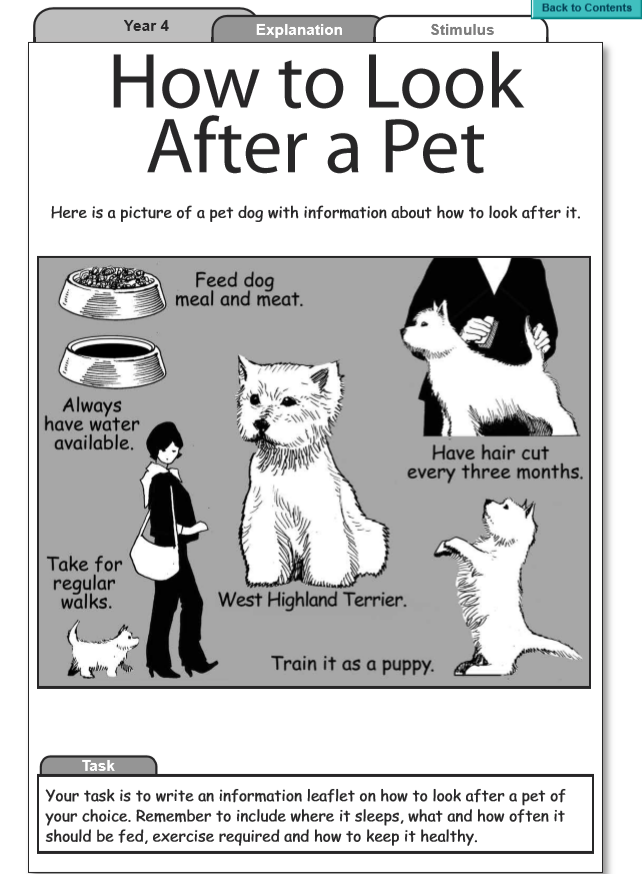 Back to Contents
Year 4
Explanation
Stimulus
How to Look
After a Pet
Here is a picture of a pet dog with information about how to look after it.
Feed dog
meal and meat.
Always
have water
available.
Have hair cut
every three months.
Take for
regular
walks.
West Highland Terrier.
Train it as a puppy.
Task
Your task is to write an information leaflet on how to look after a pet of
your choice. Remember to include where it sleeps, what and how often it
should be fed, exercise required and how to keep it healthy.